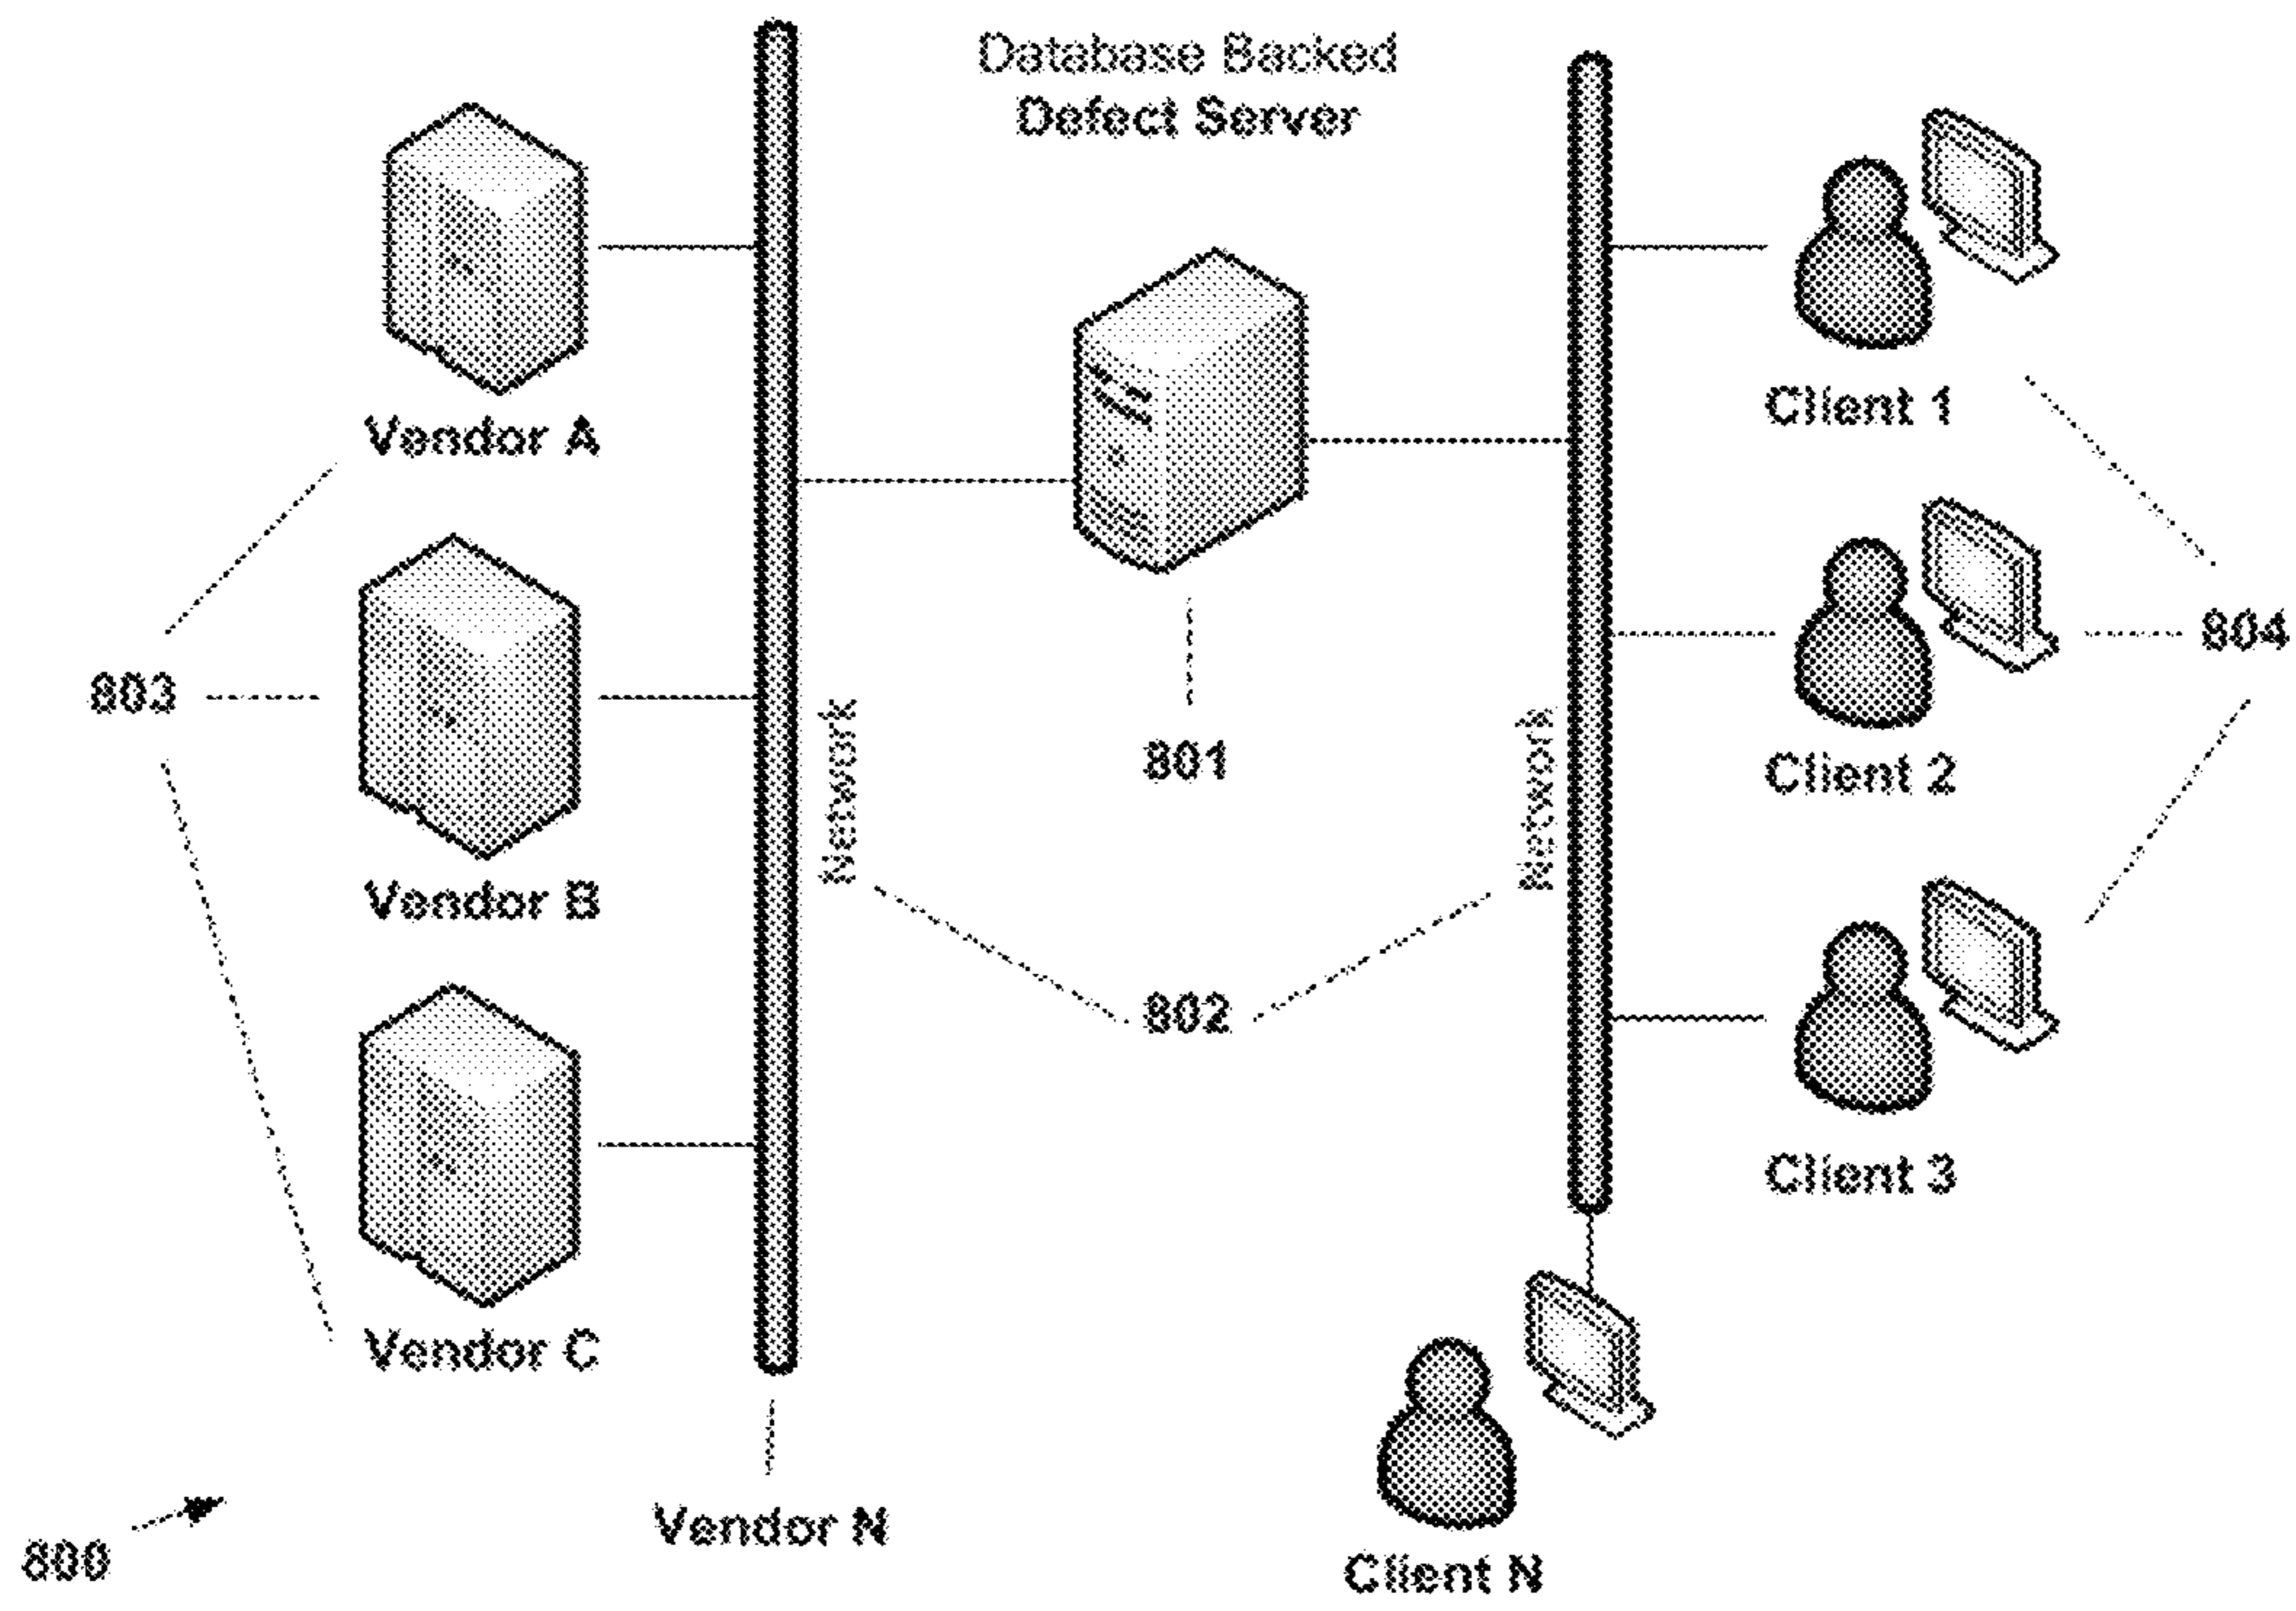 Database Backed
Defect Server
Vendor A
Client 1
803
804
801
Network
Network
Client 2
Vendor B
802
Client 3
Vendor C
Vendor N
800
Client N